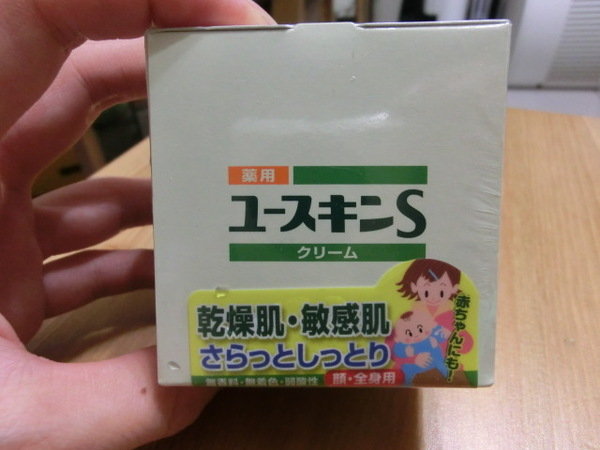 薬用
ユースキンS
クリーム
乾燥肌・敏感肌
さらっとしっとり
無香料・無着色・弱酸性
顔・全身用
赤ちゃんにも!